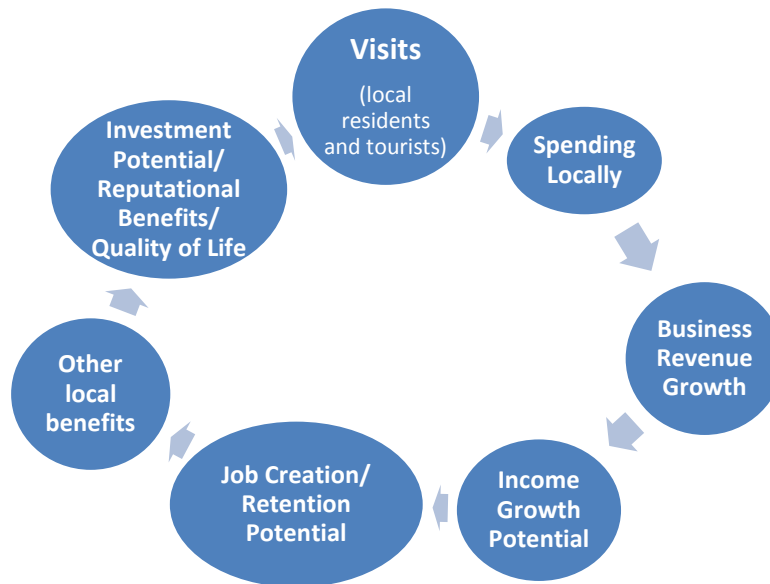 Visits
(local
residents
and tourists)
Spending
Locally
Business
Revenue
Growth
Income
Growth
Potential
Job Creation/
Retention
Potential
Other
local
benefits
Investment
Potential/
Reputational
Benefits/
Quality of Life